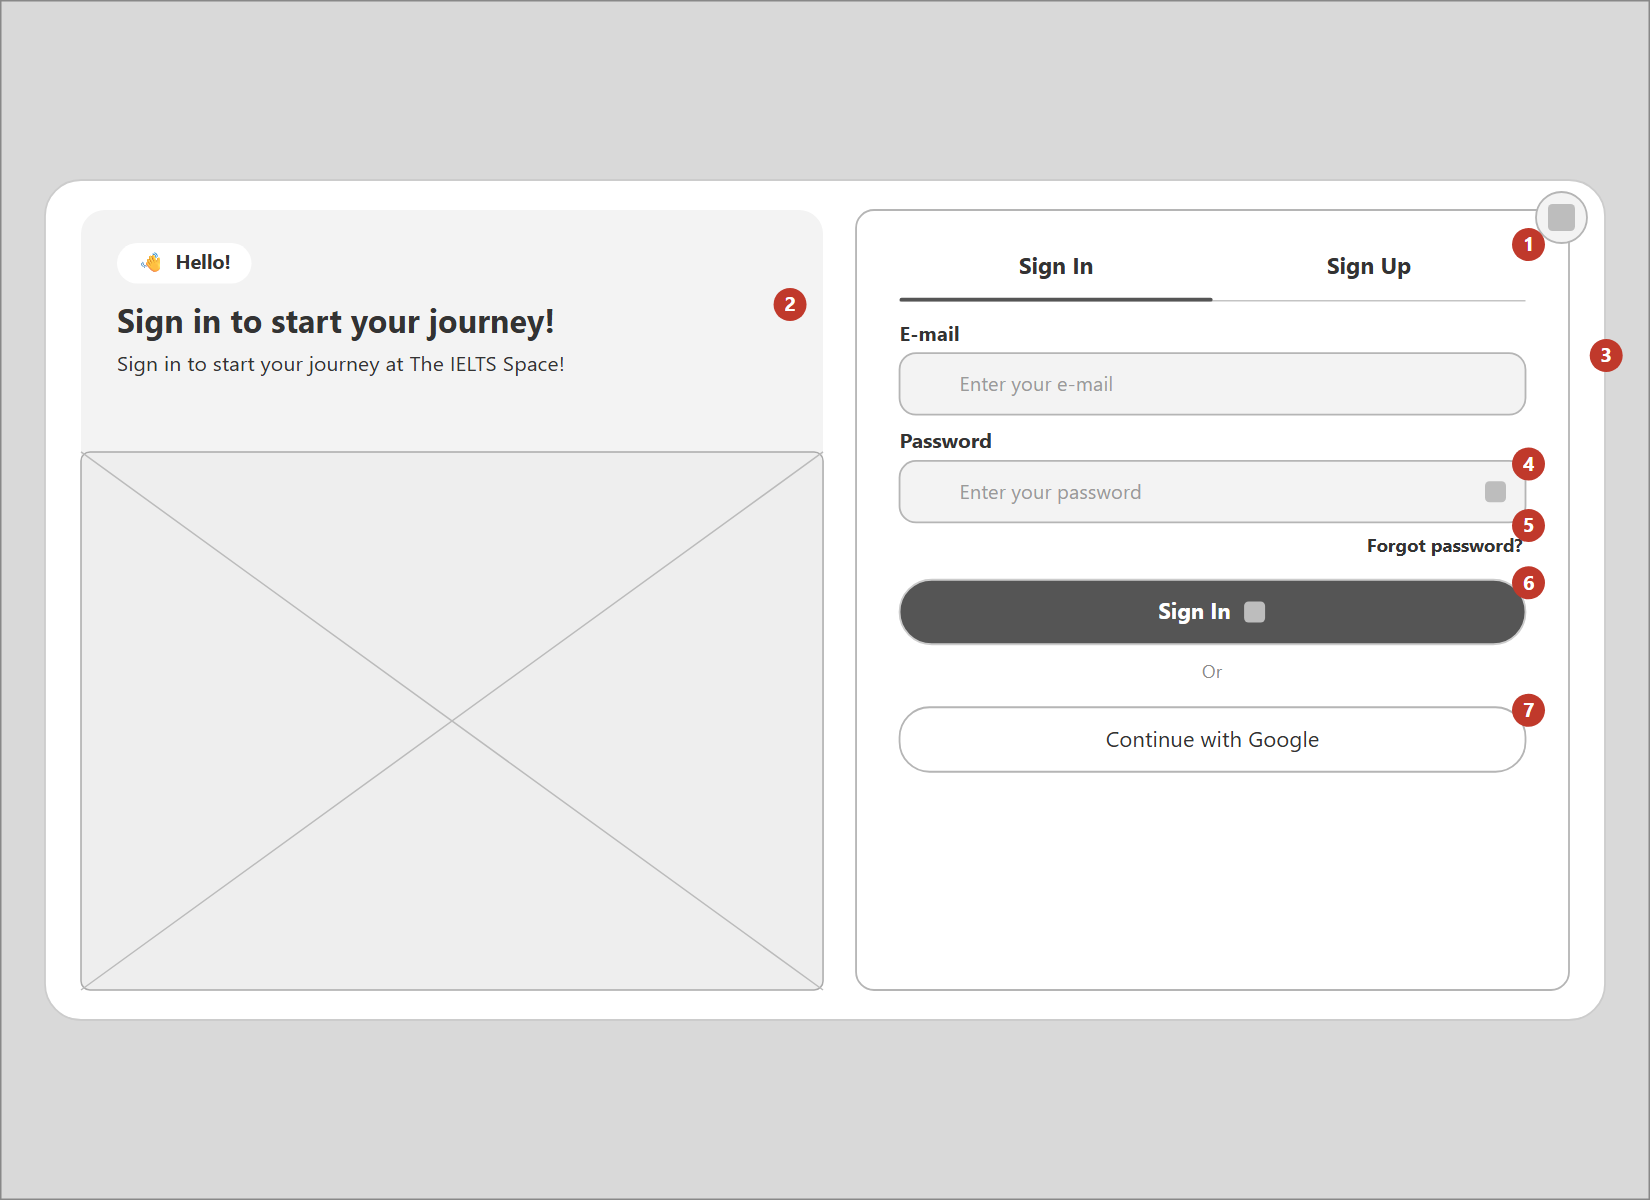 Hello!
Sign in to start your journey!
Sign in to start your journey at The IELTS Space!
2
1
Sign In
Sign Up
3
E-mail
Enter your e-mail
Password
4
Enter your password
5
Forgot password?
6
Sign In
Or
7
Continue with Google